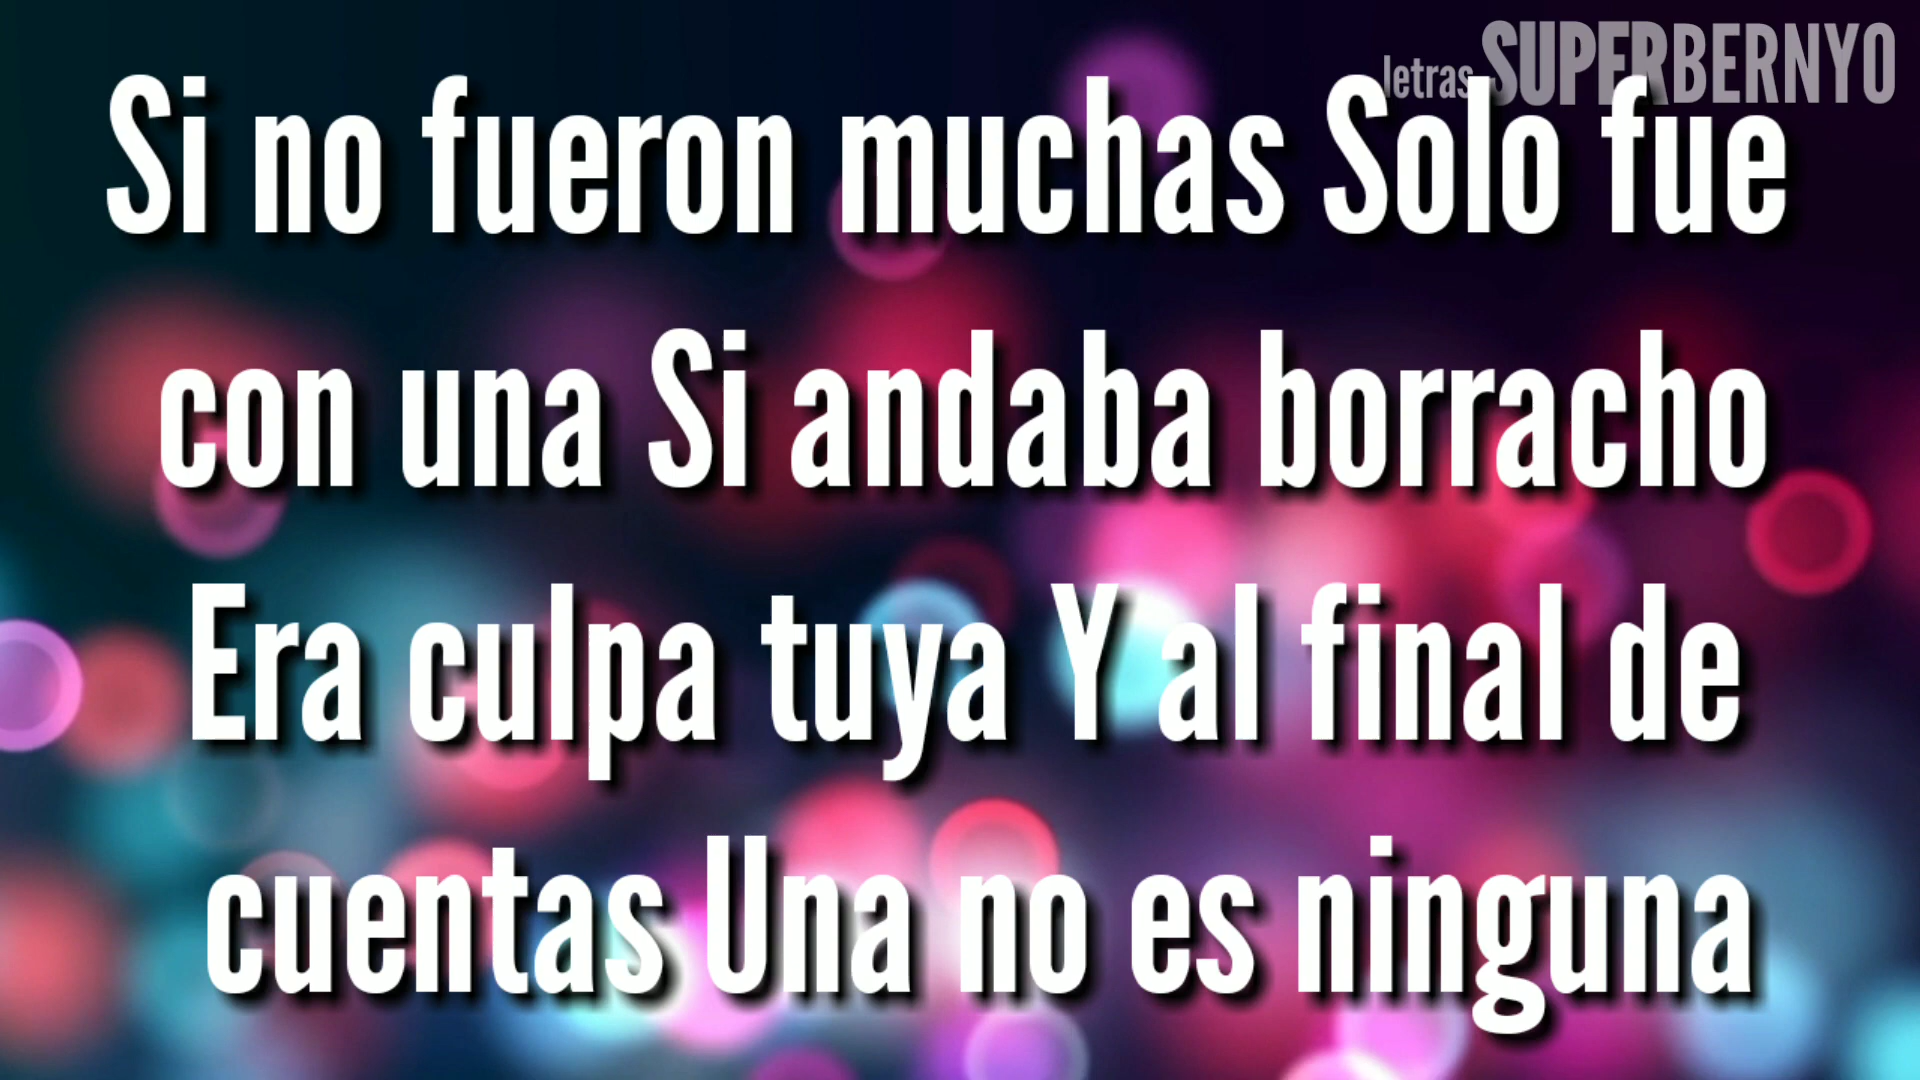 letras SUPERBERNYO
Si no fueron muchas Solo fue
con una Si andaba borracho
Era culpa tuya Y al final de
cuentas Una no es ninguna